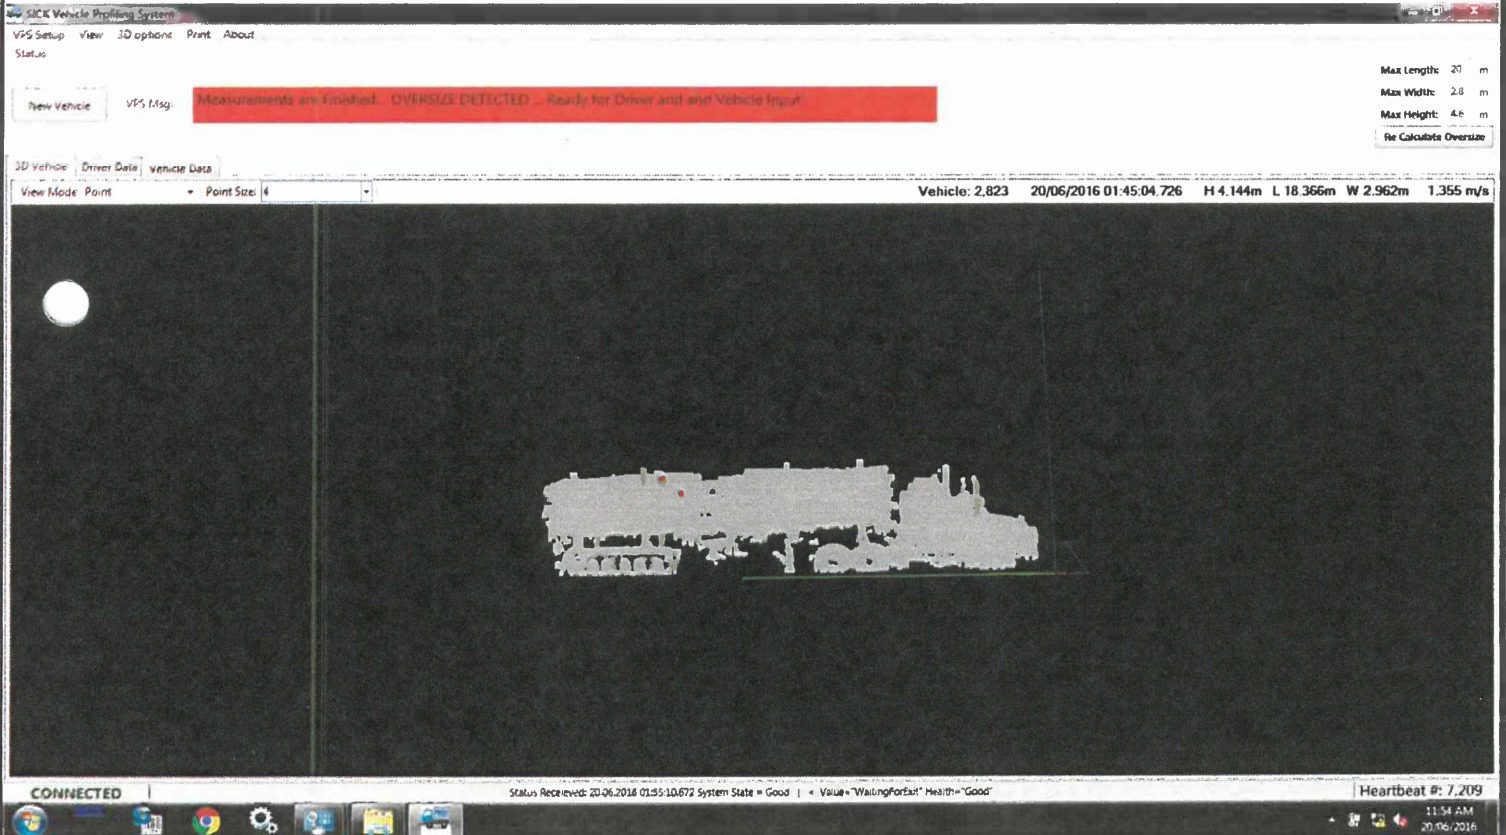 SICK Vehicle Profiling System
VPS Setup View 3D options Print About
Status
Max Length: 20 m
New Vehicle VPS Msg: Measurements are Finished... OVERSIZE DETECTED ... Ready for Driver and and Vehicle Input
Max Width: 2.8 m
Max Height: 4.6 m
Re Calculate Oversize
3D Vehicle Driver Data Vehicle Data
View Mode Point Point Size: 4 Vehicle: 2,823 20/06/2016 01:45:04.726 H 4.144m L 18.366m W 2.962m 1.355 m/s
CONNECTED Status Receieved: 20.06.2016 01:55:10.672 System State = Good | < Value="WaitingForExit" Health="Good" Heartbeat #: 7,209
11:54 AM
20/06/2016